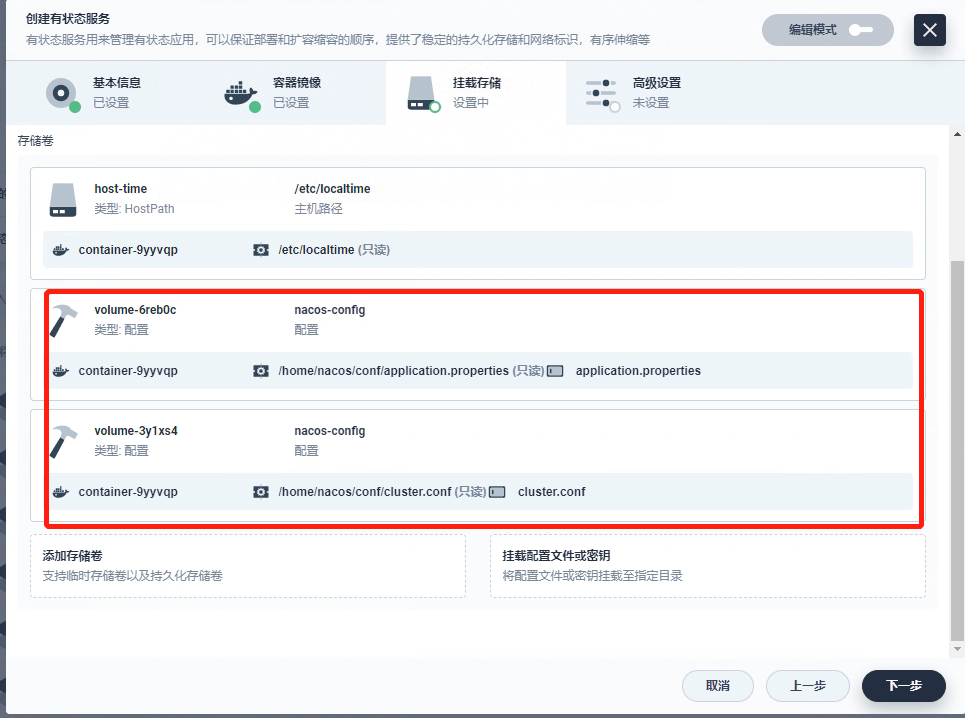 创建有状态服务
有状态服务用来管理有状态应用，可以保证部署和扩容缩容的顺序，提供了稳定的持久化存储和网络标识，有序伸缩等
编辑模式
基本信息
已设置
容器镜像
已设置
挂载存储
设置中
高级设置
未设置
存储卷
host-time
/etc/localtime
类型: HostPath
主机路径
container-9yyvqp
/etc/localtime (只读)
volume-6reb0c
nacos-config
类型: 配置
配置
container-9yyvqp
/home/nacos/conf/application.properties (只读)
application.properties
volume-3y1xs4
nacos-config
类型: 配置
配置
container-9yyvqp
/home/nacos/conf/cluster.conf (只读)
cluster.conf
添加存储卷
支持临时存储卷以及持久化存储卷
挂载配置文件或密钥
将配置文件或密钥挂载至指定目录
取消
上一步
下一步